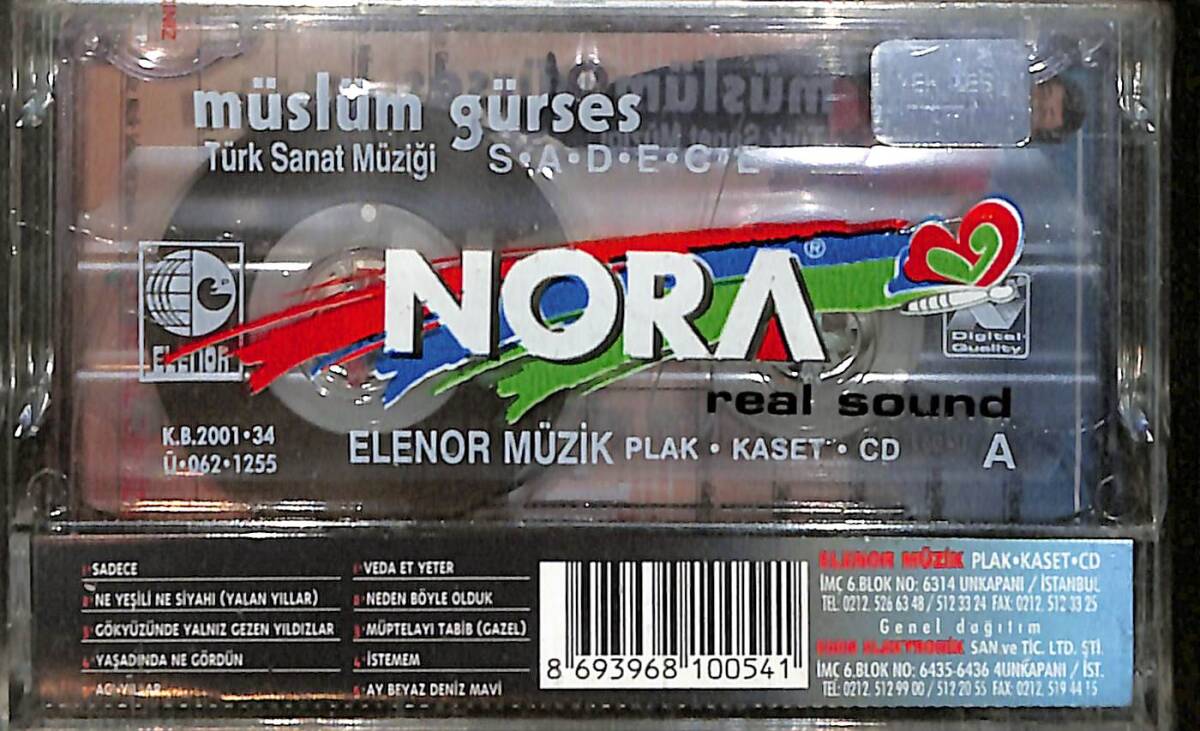 müslüm gürses
Türk Sanat Müziği S•A•D•E•C•E
NORA ®
ELENOR
Digital
Quality
real sound
K.B.2001•34
Ü•062•1255
ELENOR MÜZİK PLAK • KASET • CD
A
SADECE
NE YEŞİLİ NE SİYAHI (YALAN YILLAR)
GÖKYÜZÜNDE YALNIZ GEZEN YILDIZLAR
YAŞADINDA NE GÖRDÜN
VEDA ET YETER
NEDEN BÖYLE OLDUK
MÜPTELAYI TABİB (GAZEL)
İSTEMEM
AY BEYAZ DENİZ MAVİ
8 693968 100541
ELENOR MÜZİK PLAK•KASET•CD
İMC 6.BLOK NO: 6314 UNKAPANI / İSTANBUL
TEL: 0212. 526 63 48 / 512 33 24 FAX: 0212. 512 33 25
Genel dağıtım
SAN ve TİC. LTD. ŞTİ.
İMC 6.BLOK NO: 6435-6436 4UNKAPANI / İST.
TEL: 0212. 512 99 00 / 512 20 55 FAX: 0212. 519 44 15